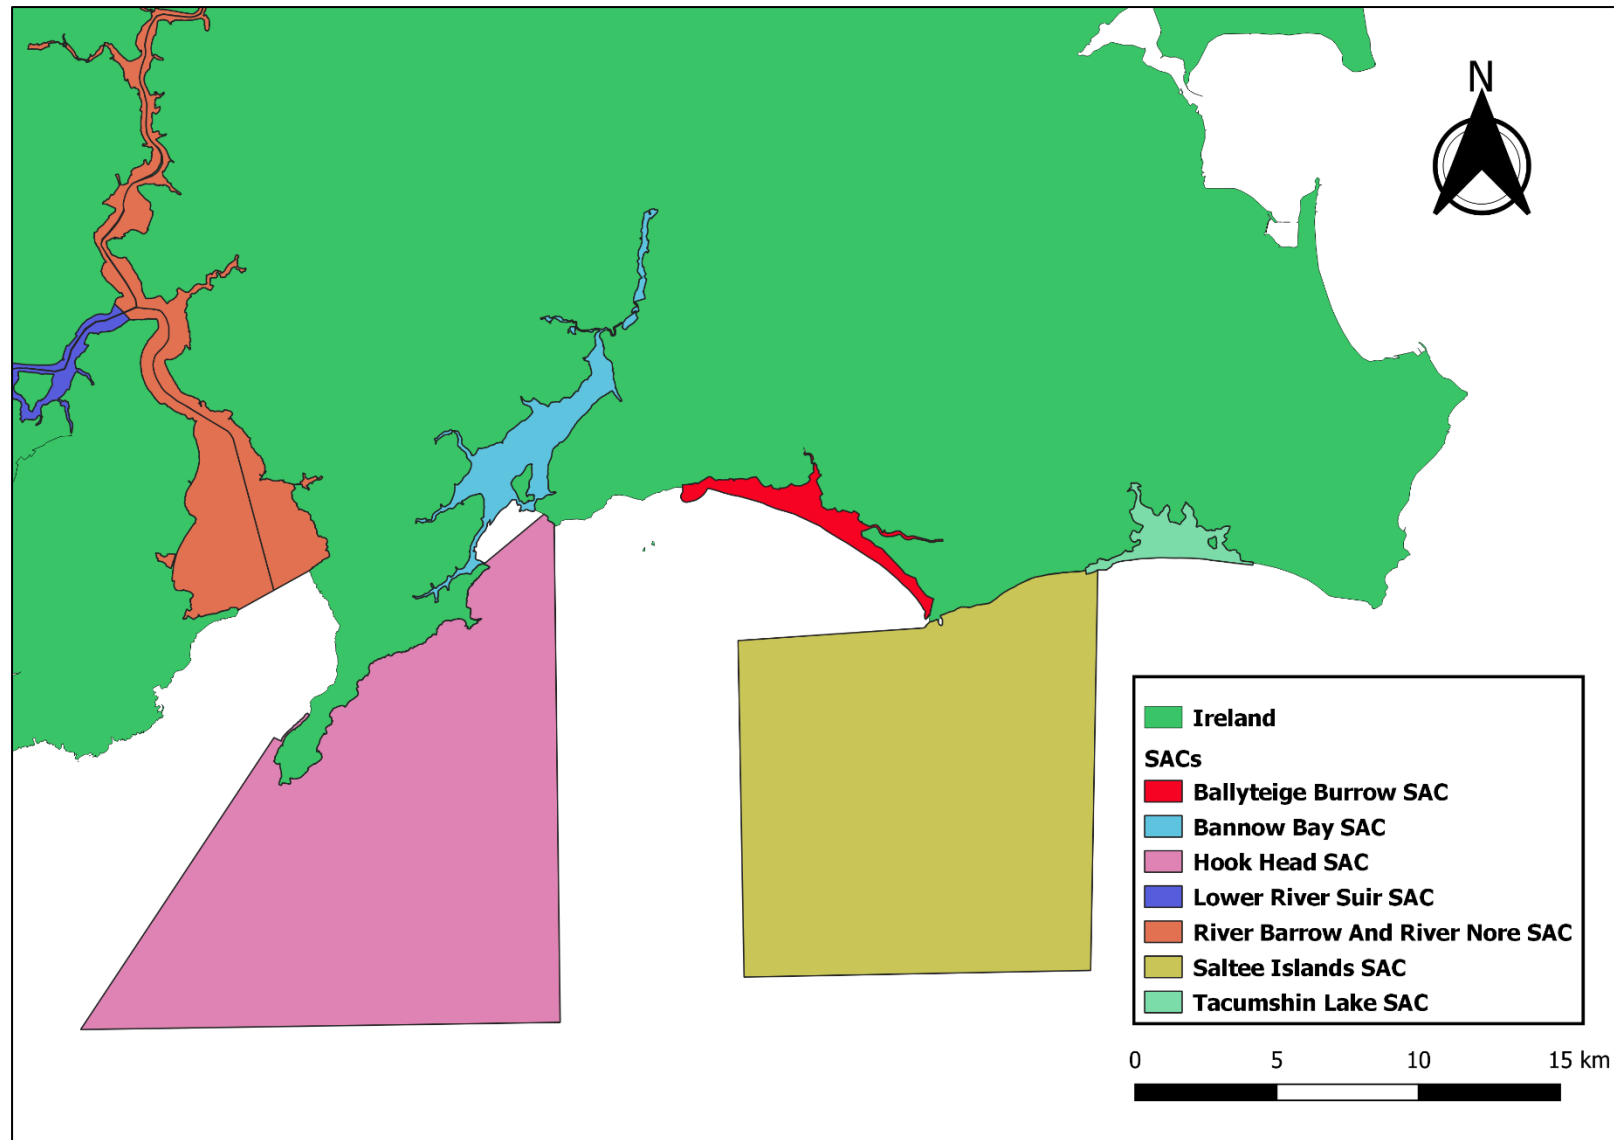 N
Ireland
SACs
Ballyteige Burrow SAC
Bannow Bay SAC
Hook Head SAC
Lower River Suir SAC
River Barrow And River Nore SAC
Saltee Islands SAC
Tacumshin Lake SAC
0 5 10 15 km